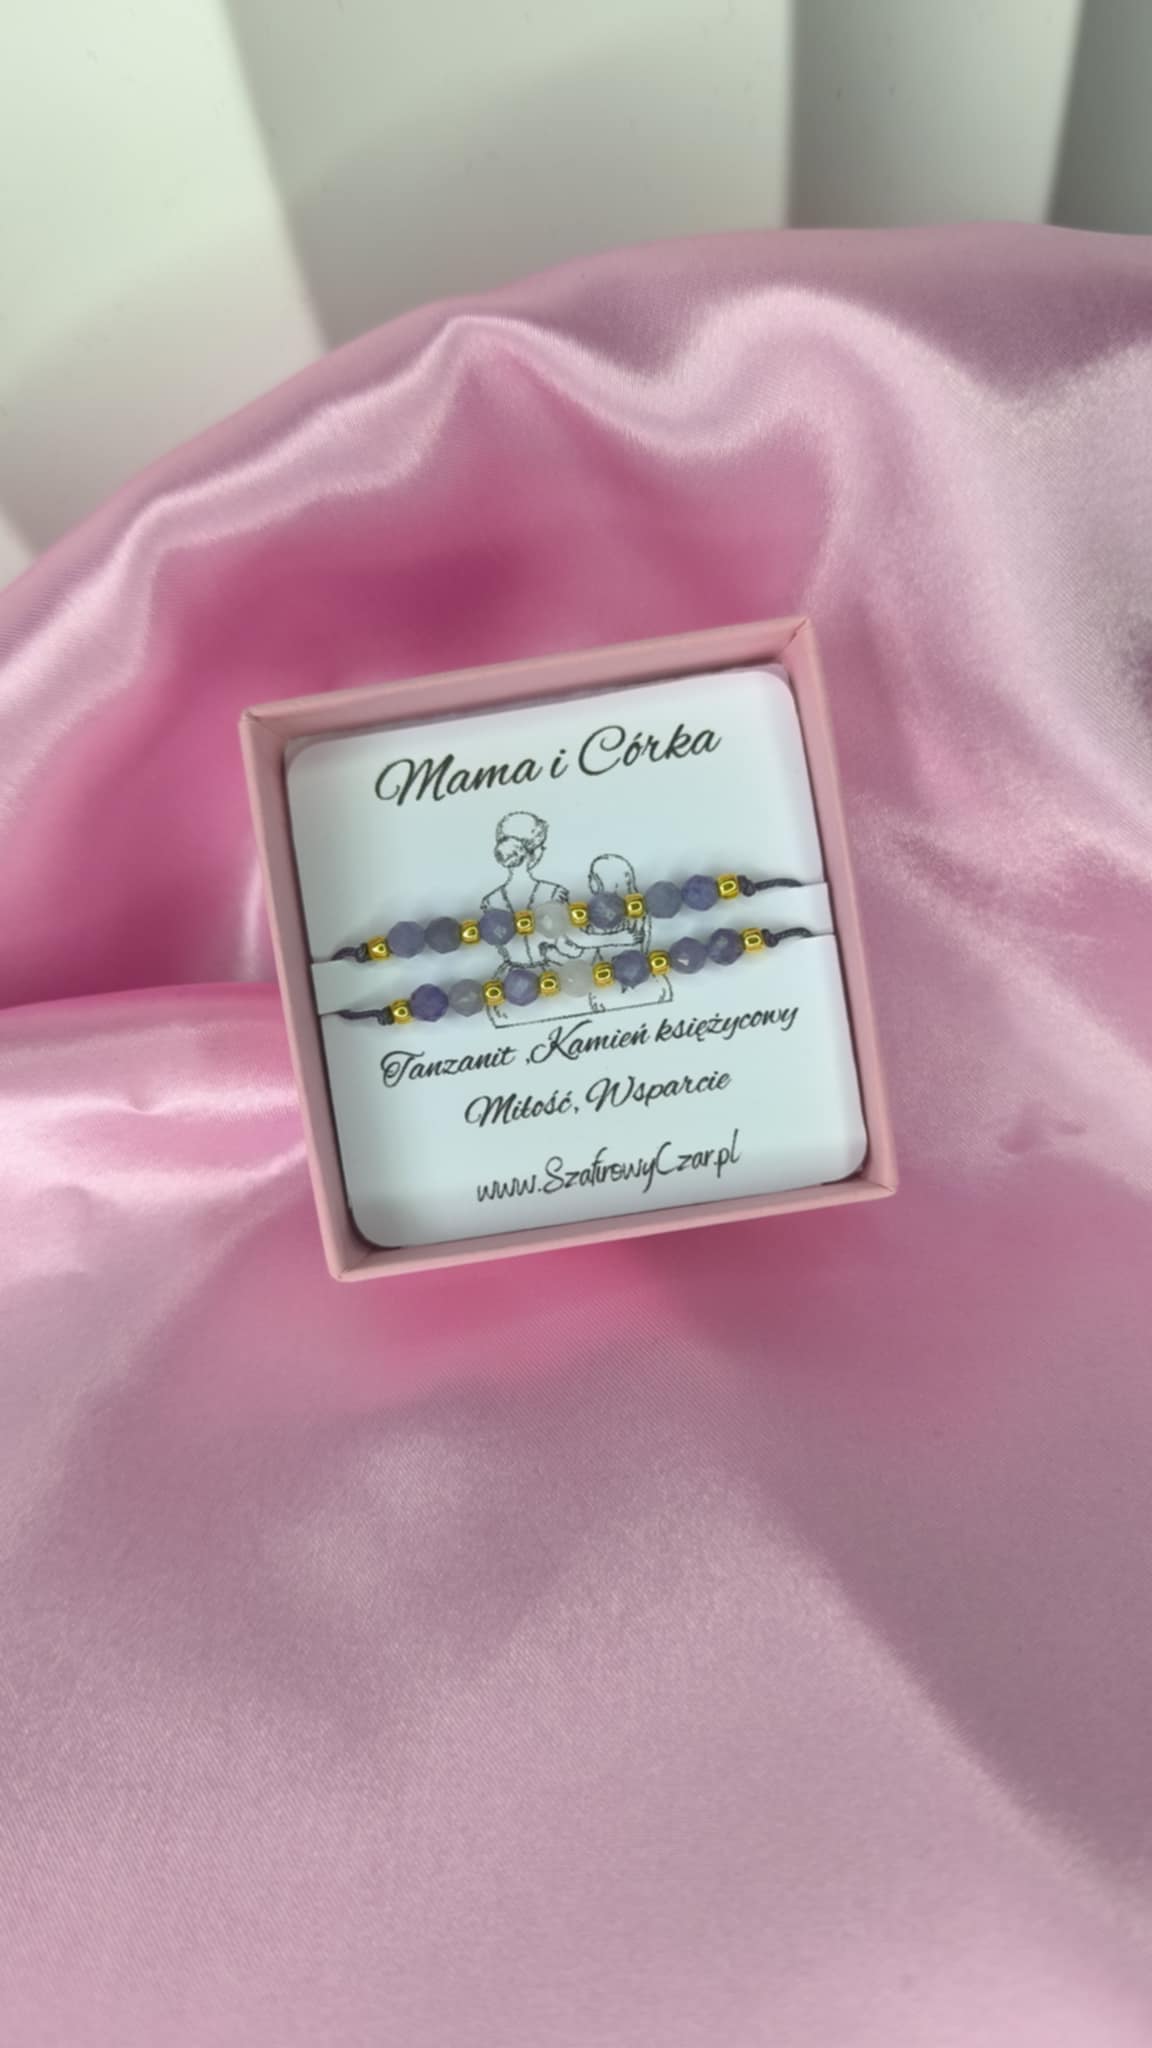 Mama i Córka
Tanzanit ,Kamień księżycowy
Miłość, Wsparcie
www.SzafirowyCzar.pl